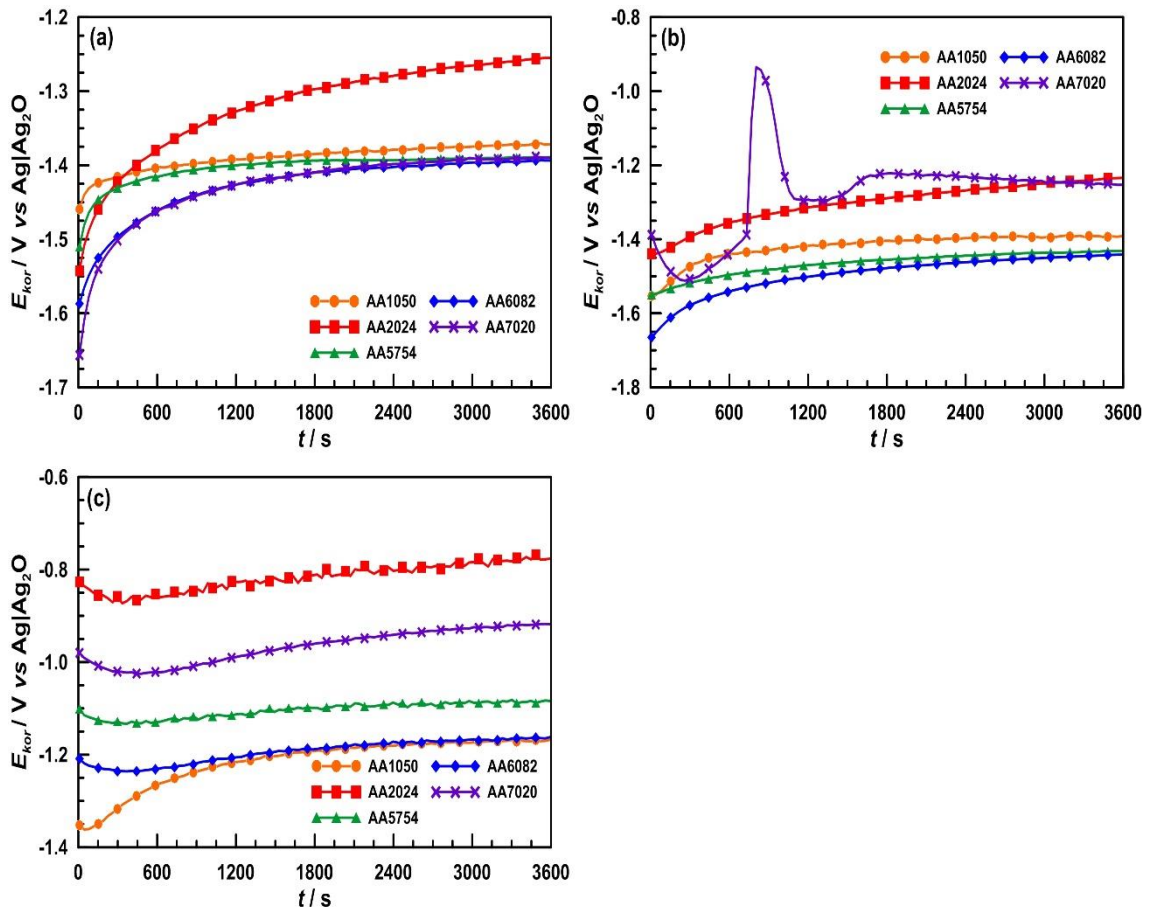 (a)
E_kor / V vs Ag|Ag₂O
-1.2
-1.3
-1.4
-1.5
-1.6
-1.7
AA1050 AA6082
AA2024 AA7020
AA5754
0 600 1200 1800 2400 3000 3600
t / s
(b)
E_kor / V vs Ag|Ag₂O
-0.8
-1.0
-1.2
-1.4
-1.6
-1.8
AA1050 AA6082
AA2024 AA7020
AA5754
0 600 1200 1800 2400 3000 3600
t / s
(c)
E_kor / V vs Ag|Ag₂O
-0.6
-0.8
-1.0
-1.2
-1.4
AA1050 AA6082
AA2024 AA7020
AA5754
0 600 1200 1800 2400 3000 3600
t / s